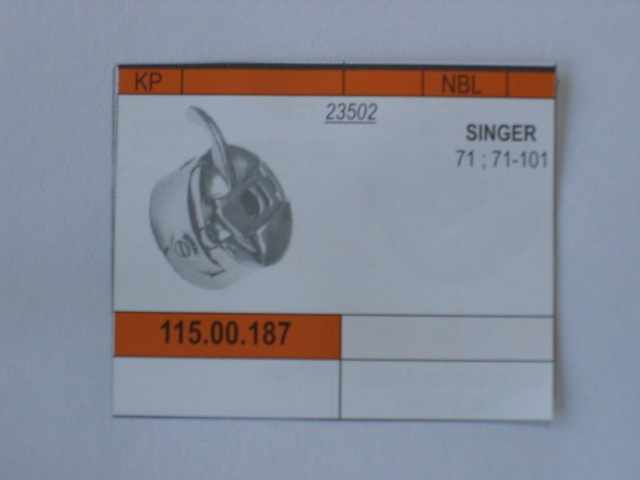 KP NBL
23502
SINGER
71 ; 71-101
115.00.187